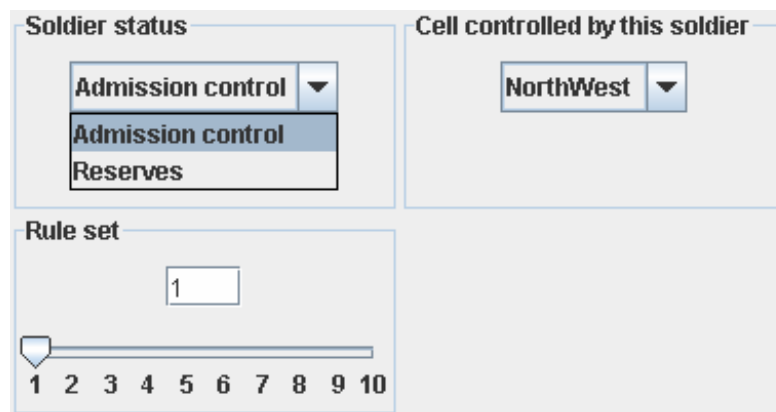 Soldier status
Admission control
Admission control
Reserves
Cell controlled by this soldier
NorthWest
Rule set
1
1 2 3 4 5 6 7 8 9 10